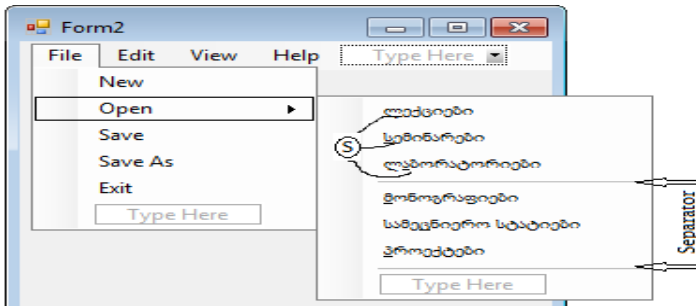 Form2
File Edit View Help Type Here
New
Open
Save
Save As
Exit
Type Here
ლექციები
სემინარები
ლაბორატორიები
მონოგრაფიები
სამეცნიერო სტატიები
პროექტები
Type Here
S
Separator